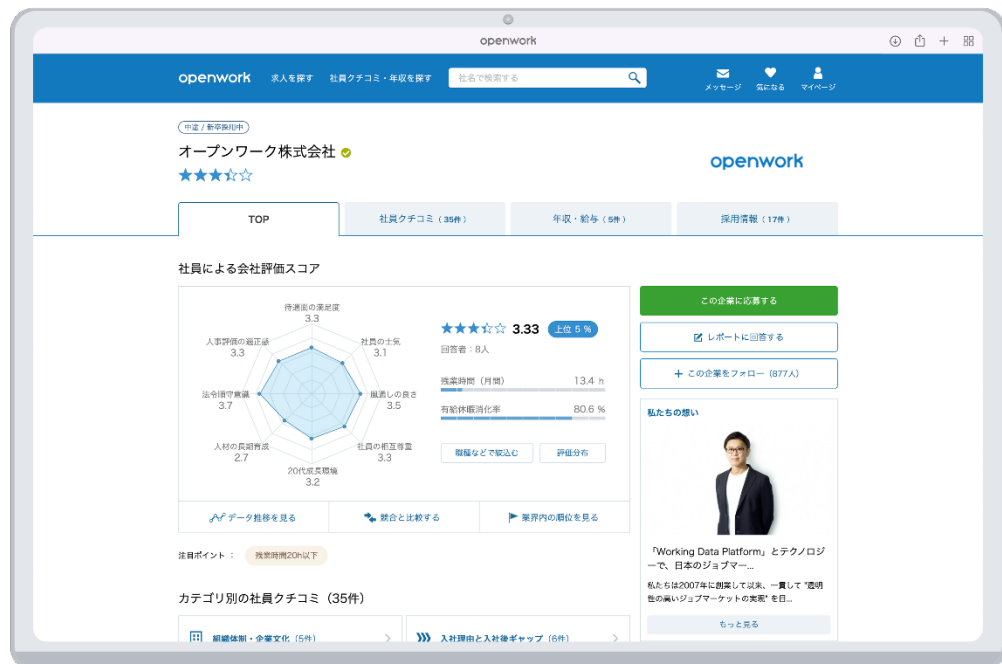 openwork
openwork 求人を探す 社員クチコミ・年収を探す 社名で検索する メッセージ 気になる マイページ
中途 / 新卒採用中
オープンワーク株式会社
openwork
TOP 社員クチコミ（35件） 年収・給与（5件） 採用情報（17件）
社員による会社評価スコア
待遇面の満足度
3.3
社員の士気
3.1
風通しの良さ
3.5
社員の相互尊重
3.3
20代成長環境
3.2
人材の長期育成
2.7
法令順守意識
3.7
人事評価の適正感
3.3
3.33 上位 5 %
回答者：8人
残業時間（月間） 13.4 h
有給休暇消化率 80.6 %
職種などで絞込む 評価分布
データ推移を見る 競合と比較する 業界内の順位を見る
注目ポイント ： 残業時間20h以下
カテゴリ別の社員クチコミ（35件）
組織体制・企業文化（5件） 入社理由と入社後ギャップ（6件）
この企業に応募する
レポートに回答する
この企業をフォロー（877人）
私たちの想い
「Working Data Platform」とテクノロジ
ーで、日本のジョブマー...
私たちは2007年に創業して以来、一貫して "透明
性の高いジョブマーケットの実現" を目...
もっと見る